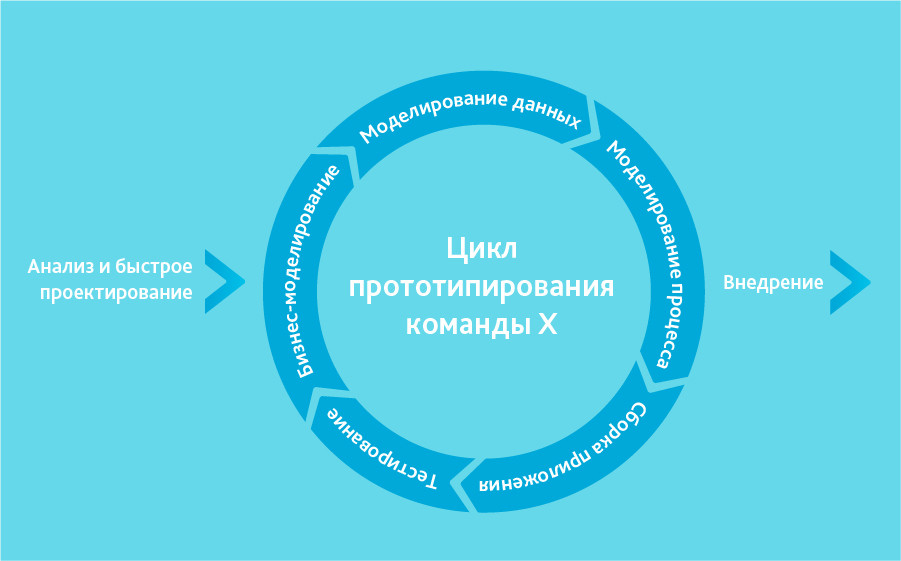 Анализ и быстрое
проектирование
Бизнес-моделирование
Моделирование данных
Моделирование процесса
Сборка приложения
Тестирование
Цикл
прототипирования
команды X
Внедрение